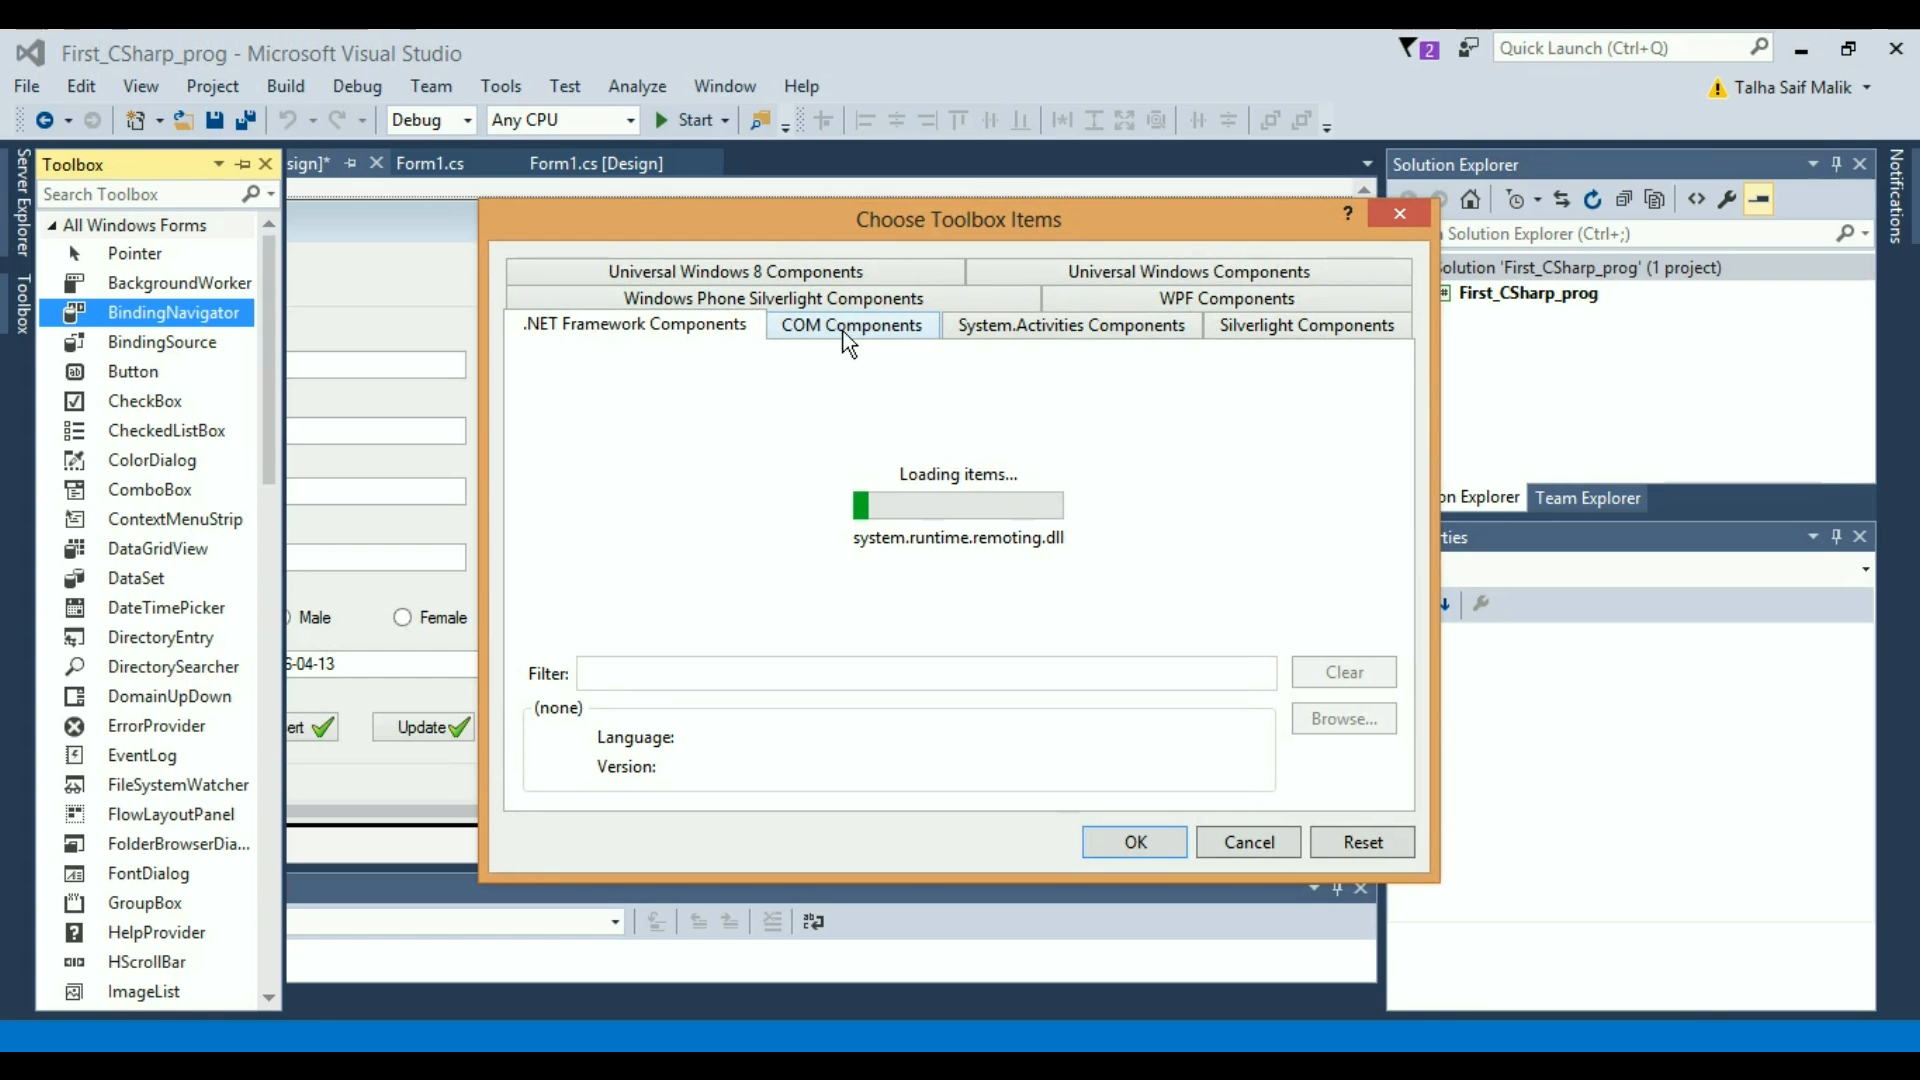 First_CSharp_prog - Microsoft Visual Studio
2
Quick Launch (Ctrl+Q)
File Edit View Project Build Debug Team Tools Test Analyze Window Help
Talha Saif Malik
Debug Any CPU Start
Server Explorer
Toolbox
Toolbox
Search Toolbox
All Windows Forms
Pointer
BackgroundWorker
BindingNavigator
BindingSource
Button
CheckBox
CheckedListBox
ColorDialog
ComboBox
ContextMenuStrip
DataGridView
DataSet
DateTimePicker
DirectoryEntry
DirectorySearcher
DomainUpDown
ErrorProvider
EventLog
FileSystemWatcher
FlowLayoutPanel
FolderBrowserDia...
FontDialog
GroupBox
HelpProvider
HScrollBar
ImageList
sign]* Form1.cs Form1.cs [Design]
Male Female
6-04-13
ert Update
Choose Toolbox Items
?
Universal Windows 8 Components Universal Windows Components
Windows Phone Silverlight Components WPF Components
.NET Framework Components COM Components System.Activities Components Silverlight Components
Loading items...
system.runtime.remoting.dll
Filter: Clear
(none) Browse...
Language:
Version:
OK Cancel Reset
Solution Explorer
Solution Explorer (Ctrl+;)
olution 'First_CSharp_prog' (1 project)
First_CSharp_prog
on Explorer Team Explorer
ties
Notifications